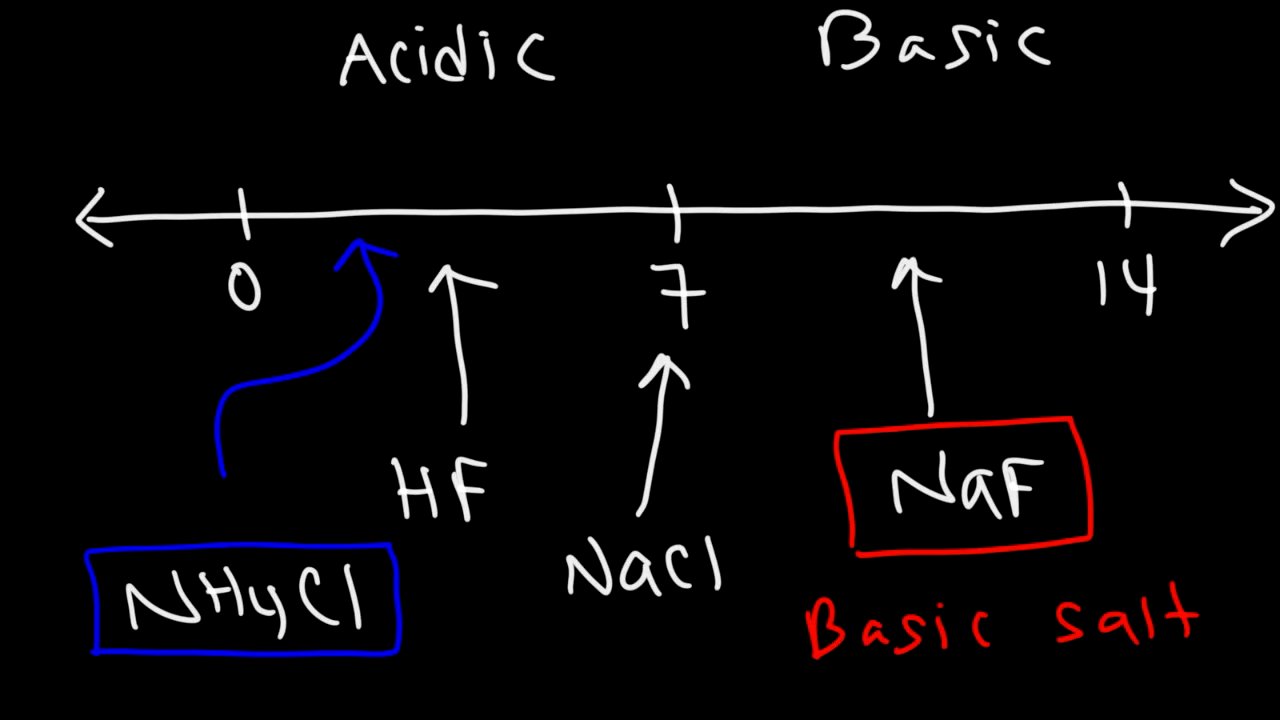 Acidic Basic
0 7 14
HF
NaF
NH4Cl
NaCl
Basic salt